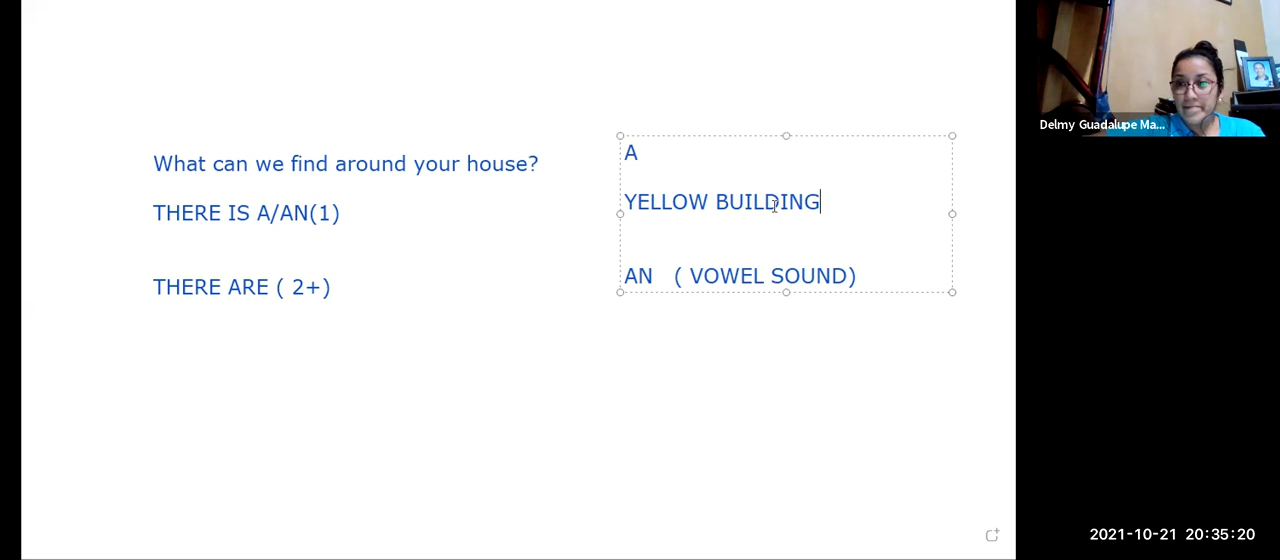 What can we find around your house?
THERE IS A/AN(1)
THERE ARE ( 2+)
A
YELLOW BUILDING
AN ( VOWEL SOUND)
Delmy Guadalupe Ma...
2021-10-21 20:35:20